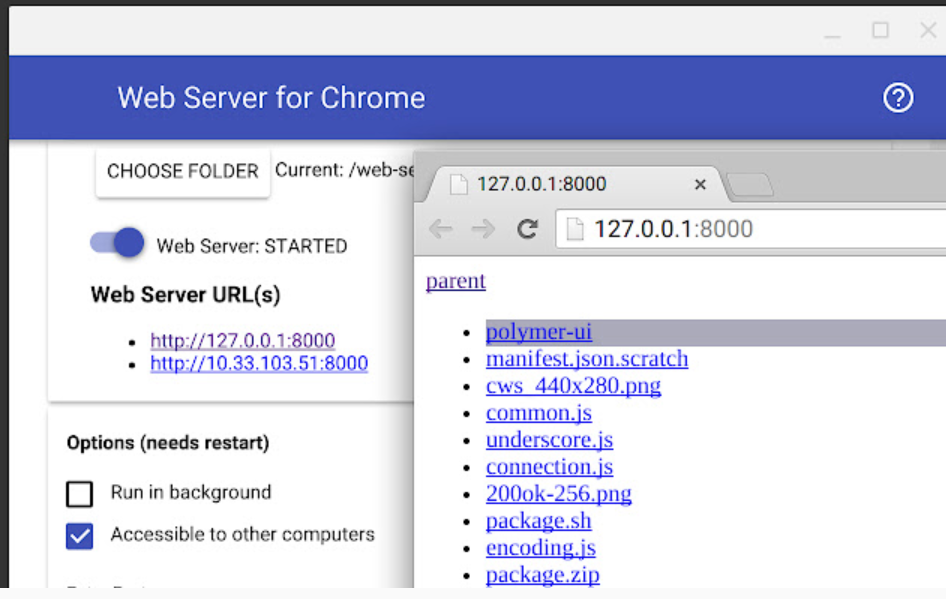 Web Server for Chrome
CHOOSE FOLDER Current: /web-se
Web Server: STARTED
Web Server URL(s)
http://127.0.0.1:8000
http://10.33.103.51:8000
Options (needs restart)
Run in background
Accessible to other computers
127.0.0.1:8000
127.0.0.1:8000
parent
polymer-ui
manifest.json.scratch
cws_440x280.png
common.js
underscore.js
connection.js
200ok-256.png
package.sh
encoding.js
package.zip